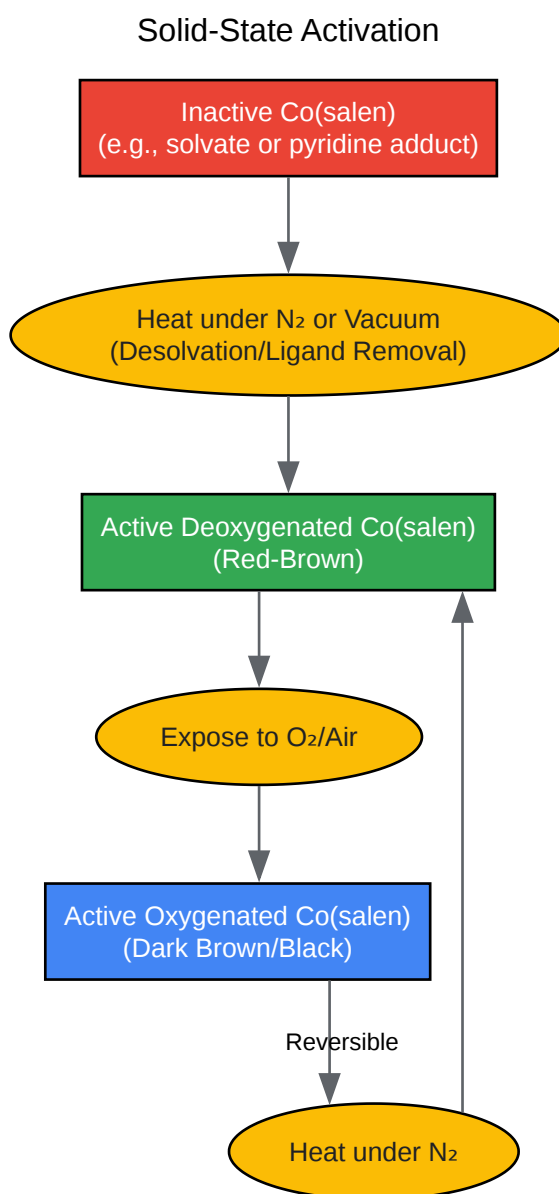 Solid-State Activation
Inactive Co(salen)
(e.g., solvate or pyridine adduct)
Heat under N₂ or Vacuum
(Desolvation/Ligand Removal)
Active Deoxygenated Co(salen)
(Red-Brown)
Expose to O₂/Air
Active Oxygenated Co(salen)
(Dark Brown/Black)
Reversible
Heat under N₂